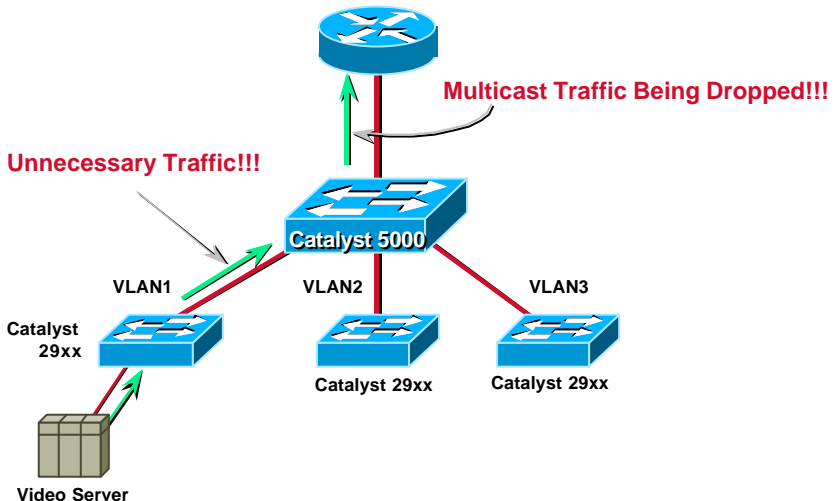 Multicast Traffic Being Dropped!!!
Unnecessary Traffic!!!
Catalyst 5000
VLAN1
VLAN2
VLAN3
Catalyst
29xx
Catalyst 29xx
Catalyst 29xx
Video Server